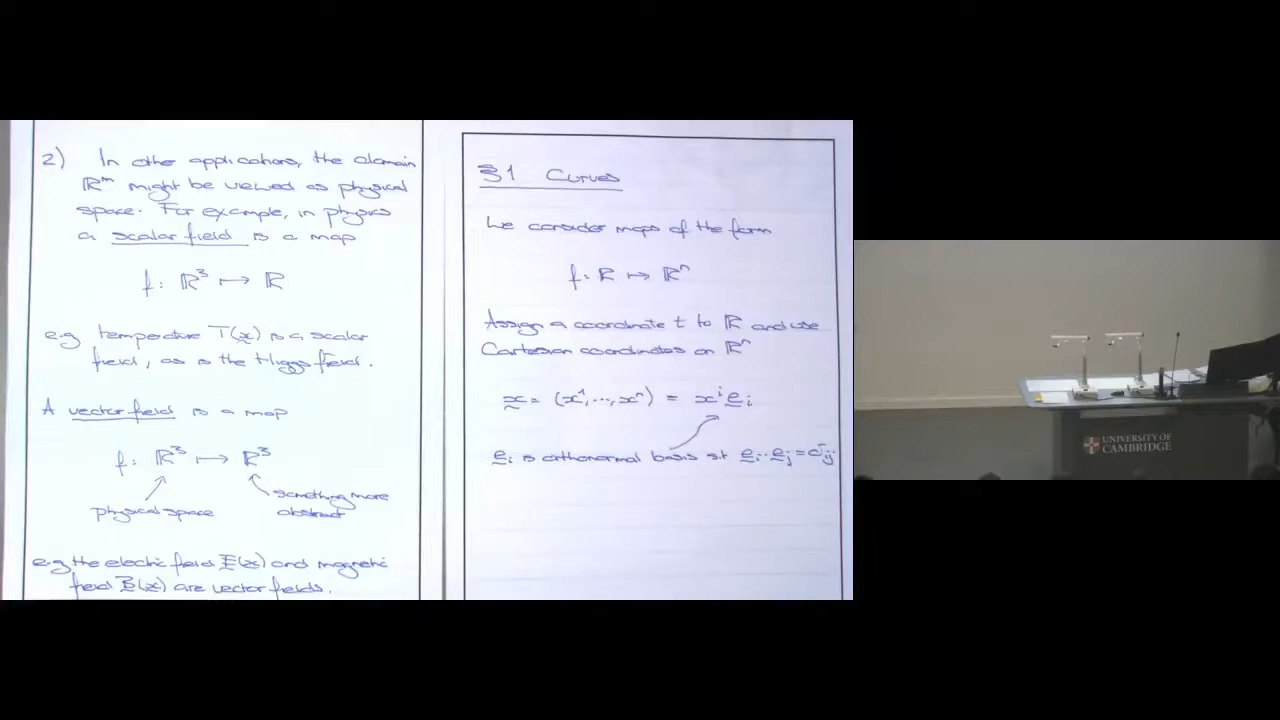 2) In other applications, the domain
ℝᵐ might be viewed as physical
space. For example, in physics
a scalar field is a map
f: ℝ³ ↦ ℝ
e.g. temperature T(x) is a scalar
field, as is the Higgs field.
A vector field is a map
f: ℝ³ ↦ ℝ³
physical space
something more
abstract
e.g the electric field E(x) and magnetic
field B(x) are vector fields.
§1 Curves
We consider maps of the form
f: ℝ ↦ ℝⁿ
Assign a coordinate t to ℝ and use
Cartesian coordinates on ℝⁿ
x = (x¹,...,xⁿ) = xⁱeᵢ
eᵢ is orthonormal basis st eᵢ·eⱼ = δᵢⱼ
UNIVERSITY OF
CAMBRIDGE